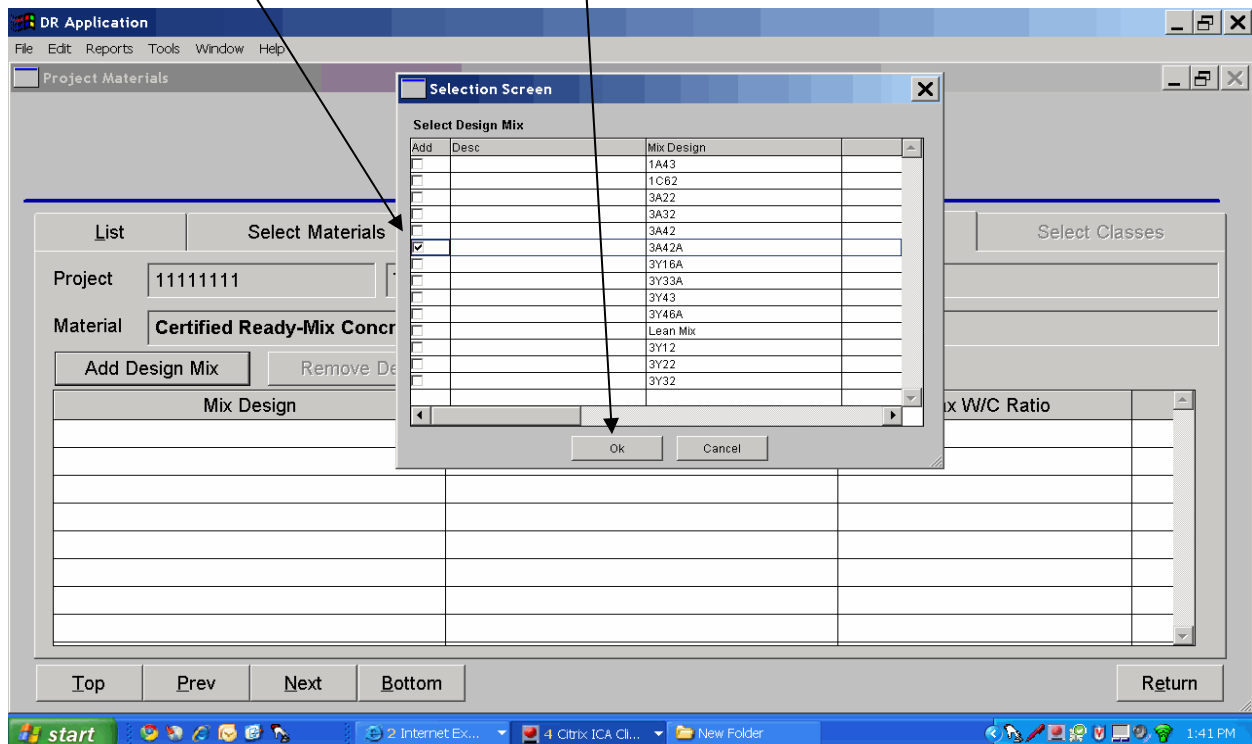 DR Application
File Edit Reports Tools Window Help
Project Materials
Selection Screen
Select Design Mix
Add Desc Mix Design
1A43
1C62
3A22
3A32
3A42
3A42A
3Y16A
3Y33A
3Y43
3Y46A
Lean Mix
3Y12
3Y22
3Y32
Ok Cancel
List Select Materials Select Classes
Project 11111111
Material Certified Ready-Mix Concr
Add Design Mix Remove De
Mix Design x W/C Ratio
Top Prev Next Bottom Return
start 2 Internet Ex... 4 Citrix ICA Cli... New Folder 1:41 PM